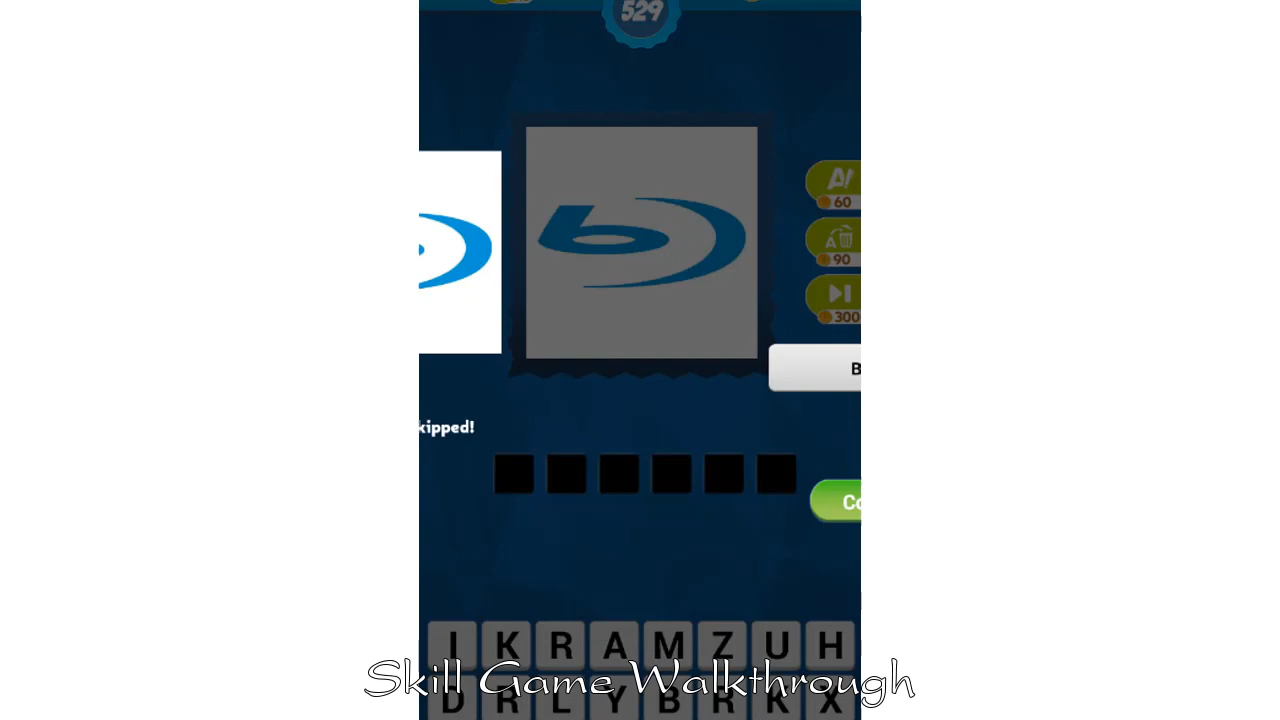 529
A!
60
A
90
300
B
kipped!
Co
I K R A M Z U H
D R L Y B R K X
Skill Game Walkthrough